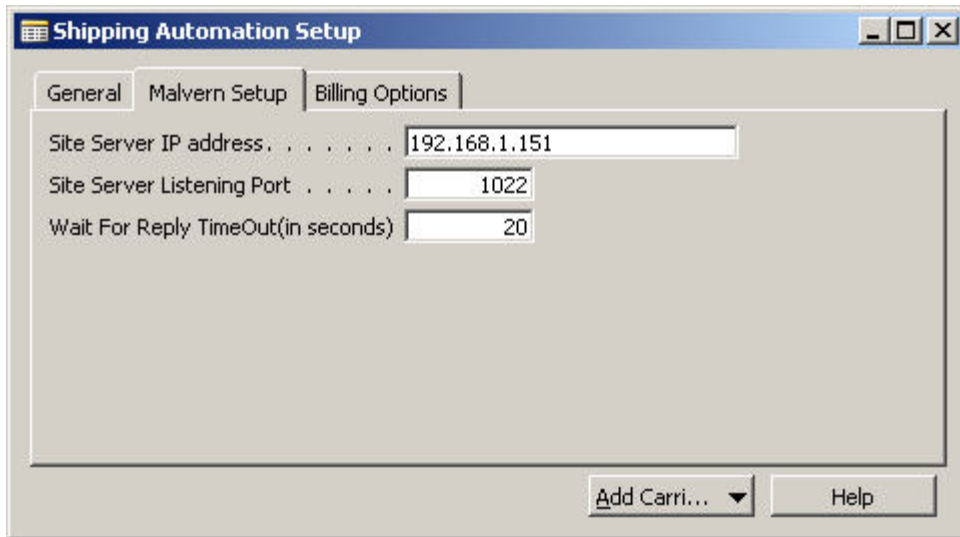 Shipping Automation Setup
General Malvern Setup Billing Options
Site Server IP address. . . . . . . 192.168.1.151
Site Server Listening Port . . . . . 1022
Wait For Reply TimeOut(in seconds) 20
Add Carri... Help